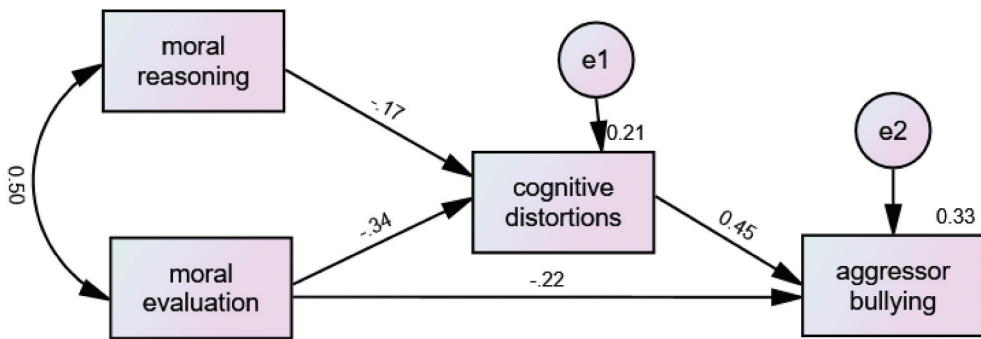 moral
reasoning
e1
-.17
0.21
e2
0.50
cognitive
distortions
-.34
0.45
0.33
moral
evaluation
-.22
aggressor
bullying